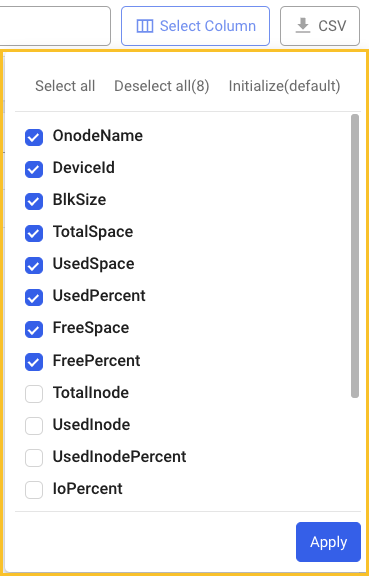 Select Column CSV
Select all Deselect all(8) Initialize(default)
OnodeName
DeviceId
BlkSize
TotalSpace
UsedSpace
UsedPercent
FreeSpace
FreePercent
TotalInode
UsedInode
UsedInodePercent
IoPercent
Apply